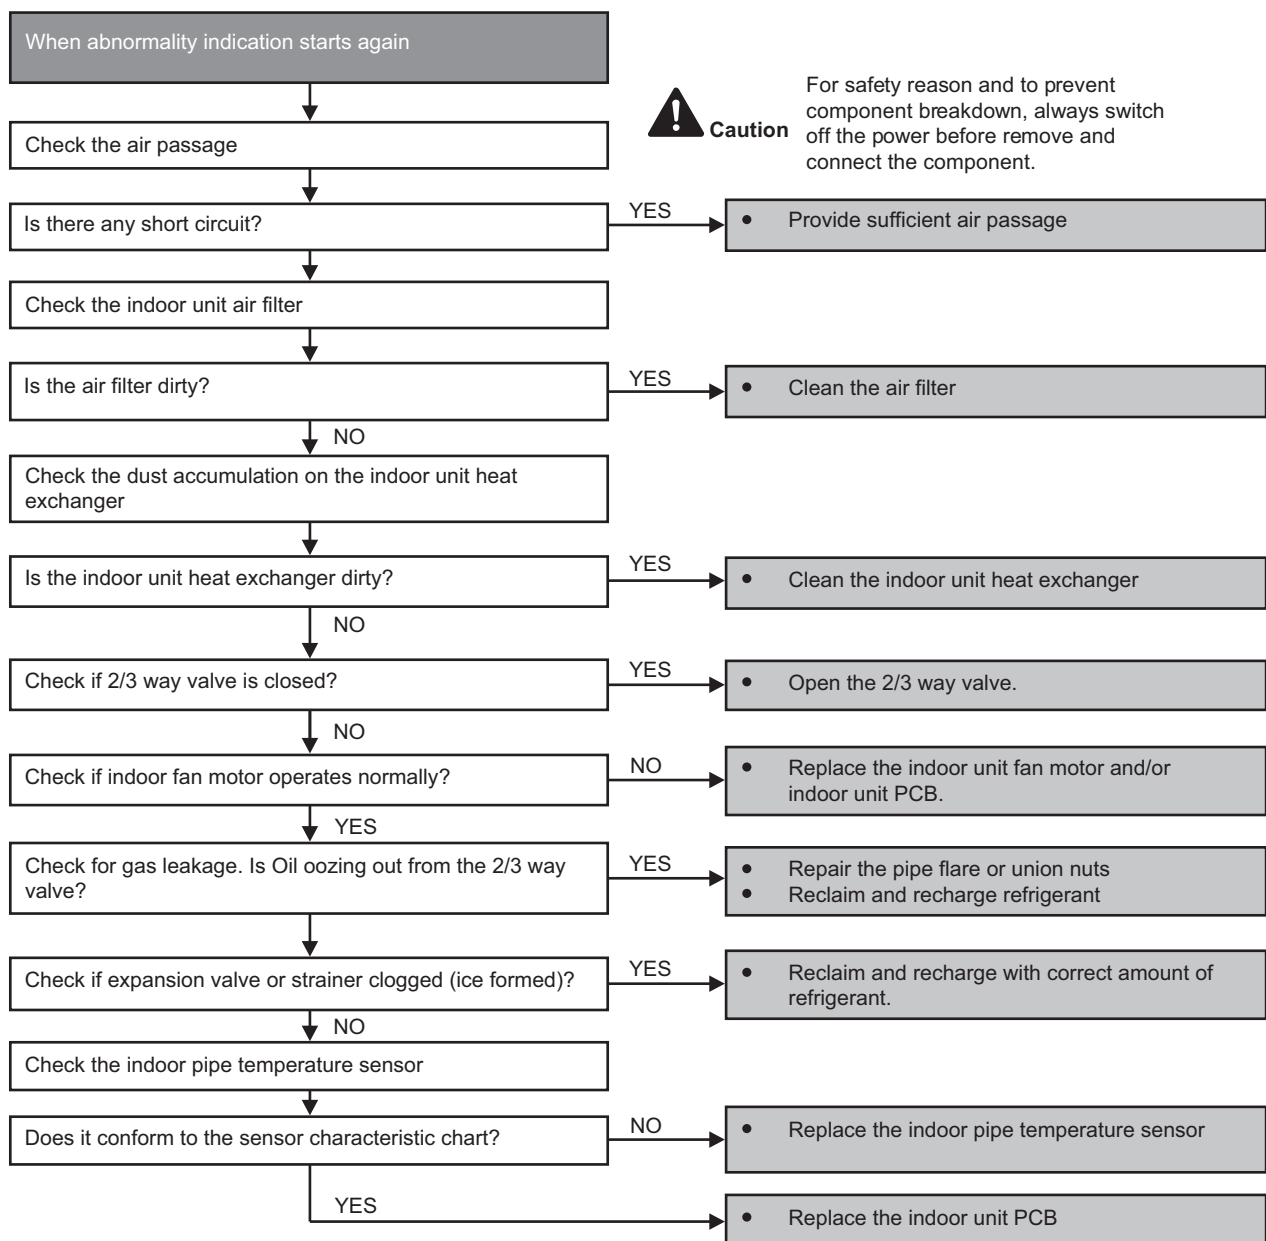 When abnormality indication starts again
For safety reason and to prevent
component breakdown, always switch
off the power before remove and
connect the component.
Caution
Check the air passage
Is there any short circuit?
YES
● Provide sufficient air passage
Check the indoor unit air filter
Is the air filter dirty?
YES
● Clean the air filter
NO
Check the dust accumulation on the indoor unit heat
exchanger
Is the indoor unit heat exchanger dirty?
YES
● Clean the indoor unit heat exchanger
NO
Check if 2/3 way valve is closed?
YES
● Open the 2/3 way valve.
NO
Check if indoor fan motor operates normally?
NO
● Replace the indoor unit fan motor and/or
indoor unit PCB.
YES
Check for gas leakage. Is Oil oozing out from the 2/3 way
valve?
YES
● Repair the pipe flare or union nuts
● Reclaim and recharge refrigerant
Check if expansion valve or strainer clogged (ice formed)?
YES
● Reclaim and recharge with correct amount of
refrigerant.
NO
Check the indoor pipe temperature sensor
Does it conform to the sensor characteristic chart?
NO
● Replace the indoor pipe temperature sensor
YES
● Replace the indoor unit PCB